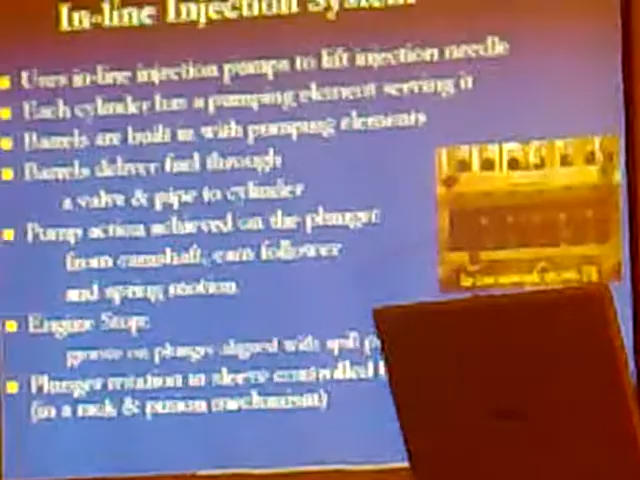 In-line Injection System
Uses in-line injection pumps to lift injection needle
Each cylinder has a pumping element serving it
Barrels are built in with pumping elements
Barrels deliver fuel through
a valve & pipe to cylinder
Pump action achieved on the plunger
from camshaft, cam follower
and spring motion
Engine Stop:
groove on plunger aligned with spill
Plunger rotation in sleeve controlled
(to a rack & pinion mechanism)